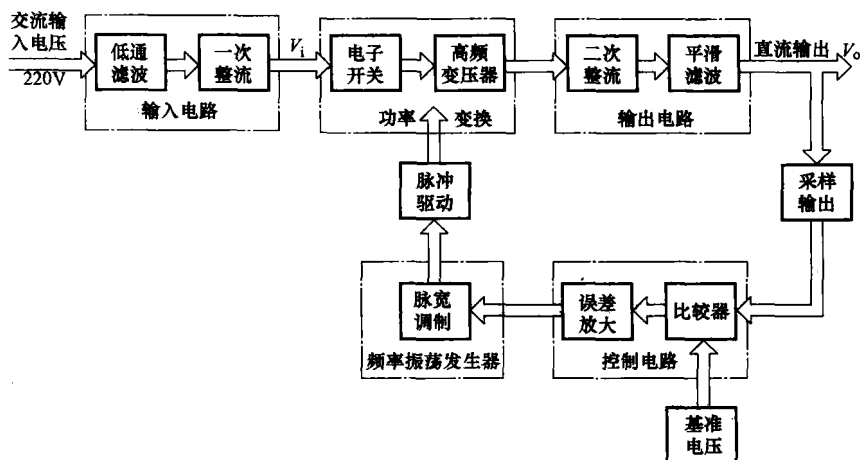 交流输
入电压
220V
低通
滤波
一次
整流
输入电路
Vi
电子
开关
高频
变压器
功率 变换
二次
整流
平滑
滤波
输出电路
直流输出
Vo
采样
输出
脉冲
驱动
脉宽
调制
频率振荡发生器
误差
放大
比较器
控制电路
基准
电压